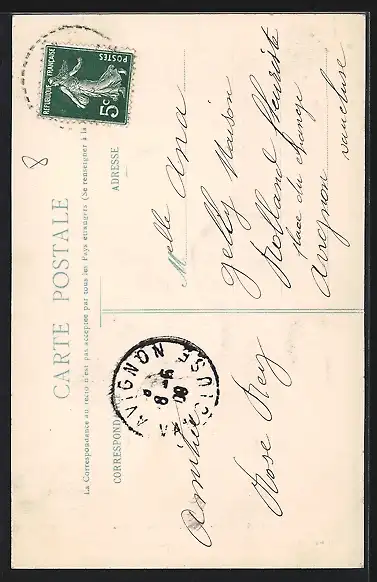 CARTE POSTALE
La Correspondance au recto n'est pas acceptée par tous les Pays étrangers (Se renseigner à la
CORRESPOND
ADRESSE
REPUBLIQUE FRANÇAISE
POSTES
5c
8
AVIGNON
VAUCLUSE
Amitiés
Rose Rey
Melle Ana
Gelly Maison
Rolland fleuriste
place du change
Avignon
vaucluse